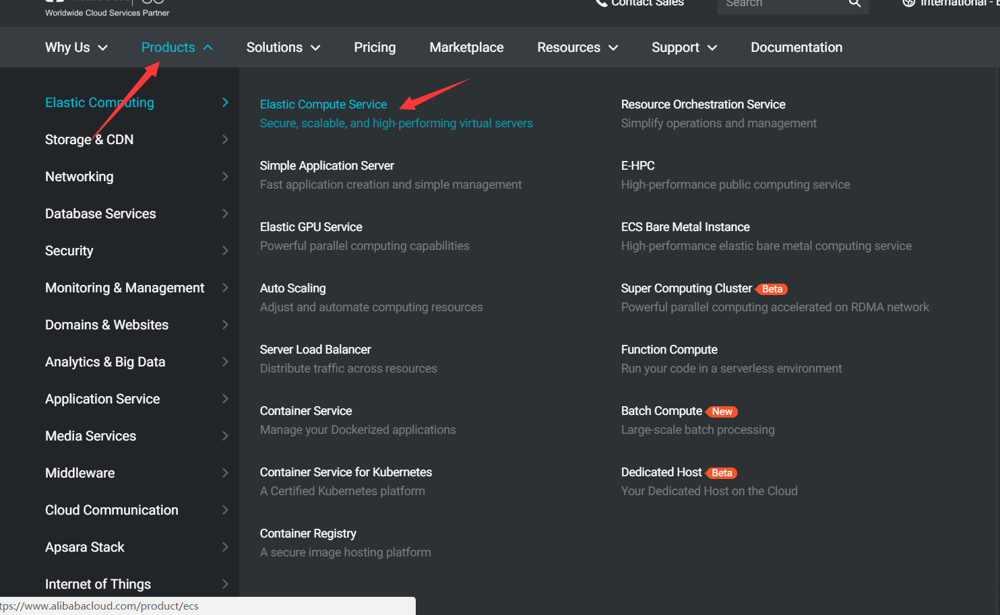 Worldwide Cloud Services Partner
Contact Sales
Search
International -
Why Us
Products
Solutions
Pricing
Marketplace
Resources
Support
Documentation
Elastic Computing
Storage & CDN
Networking
Database Services
Security
Monitoring & Management
Domains & Websites
Analytics & Big Data
Application Service
Media Services
Middleware
Cloud Communication
Apsara Stack
Internet of Things
Elastic Compute Service
Secure, scalable, and high-performing virtual servers
Simple Application Server
Fast application creation and simple management
Elastic GPU Service
Powerful parallel computing capabilities
Auto Scaling
Adjust and automate computing resources
Server Load Balancer
Distribute traffic across resources
Container Service
Manage your Dockerized applications
Container Service for Kubernetes
A Certified Kubernetes platform
Container Registry
A secure image hosting platform
Resource Orchestration Service
Simplify operations and management
E-HPC
High-performance public computing service
ECS Bare Metal Instance
High-performance elastic bare metal computing service
Super Computing Cluster Beta
Powerful parallel computing accelerated on RDMA network
Function Compute
Run your code in a serverless environment
Batch Compute New
Large-scale batch processing
Dedicated Host Beta
Your Dedicated Host on the Cloud
tps://www.alibabacloud.com/product/ecs